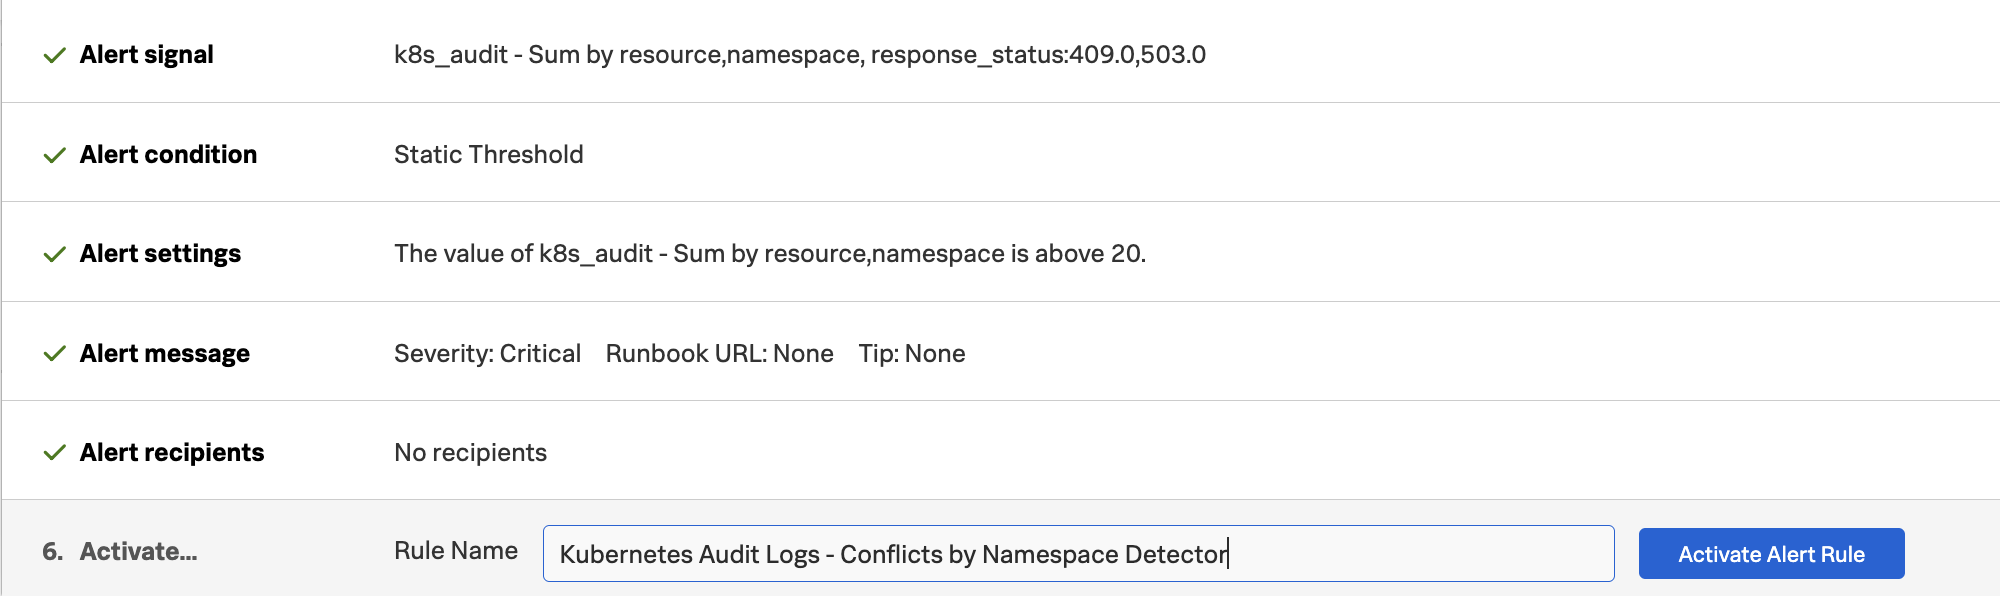 Alert signal k8s_audit - Sum by resource,namespace, response_status:409.0,503.0
Alert condition Static Threshold
Alert settings The value of k8s_audit - Sum by resource,namespace is above 20.
Alert message Severity: Critical Runbook URL: None Tip: None
Alert recipients No recipients
6. Activate... Rule Name Kubernetes Audit Logs - Conflicts by Namespace Detector Activate Alert Rule